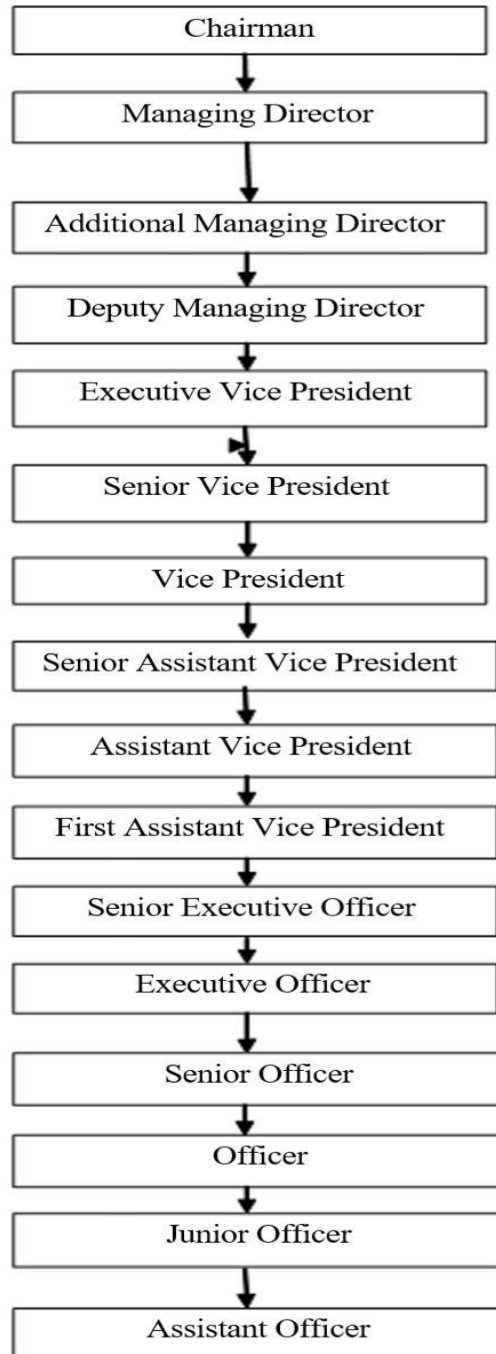 Chairman
Managing Director
Additional Managing Director
Deputy Managing Director
Executive Vice President
Senior Vice President
Vice President
Senior Assistant Vice President
Assistant Vice President
First Assistant Vice President
Senior Executive Officer
Executive Officer
Senior Officer
Officer
Junior Officer
Assistant Officer